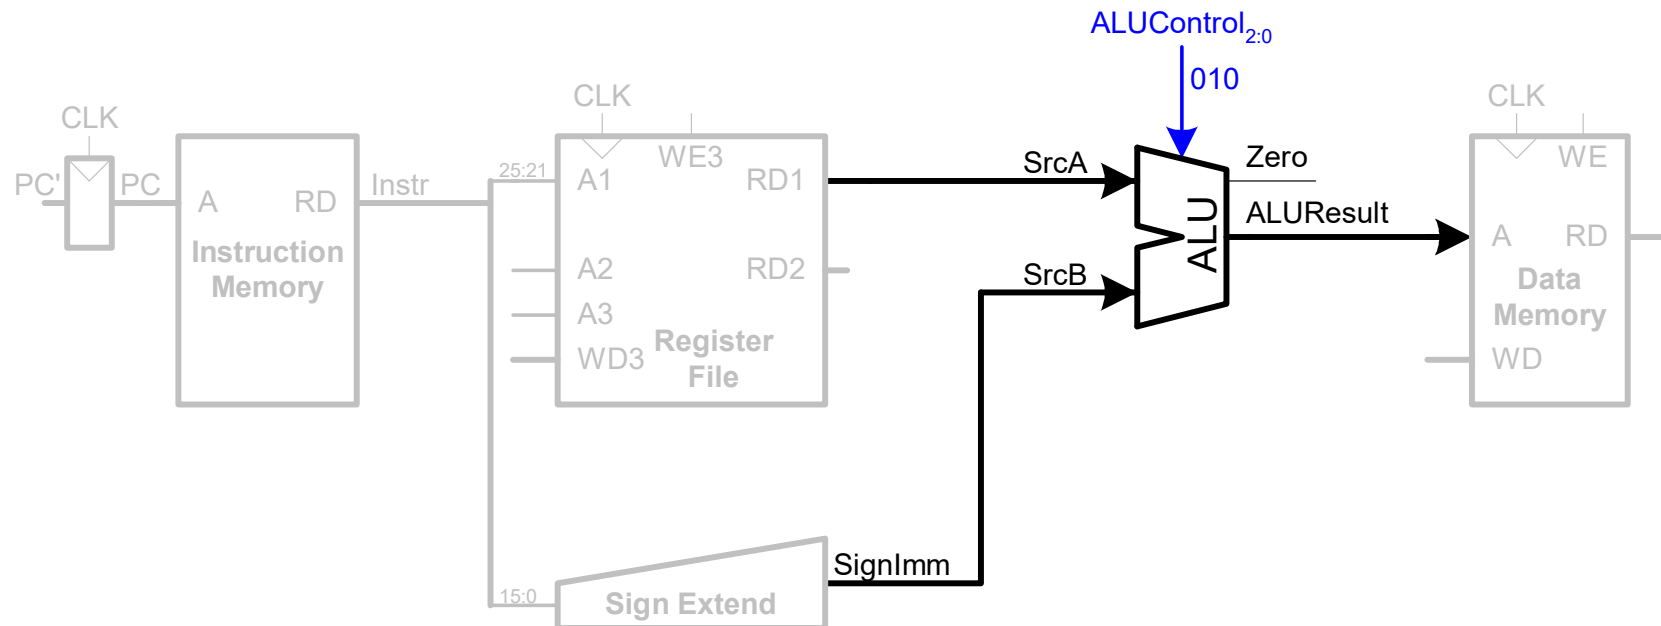 ALUControl2:0
010
CLK
CLK
CLK
PC'
PC
A
RD
Instruction
Memory
Instr
25:21
A1
WE3
RD1
A2
RD2
A3
WD3
Register
File
SrcA
SrcB
ALU
Zero
ALUResult
WE
A
RD
Data
Memory
WD
SignImm
15:0
Sign Extend